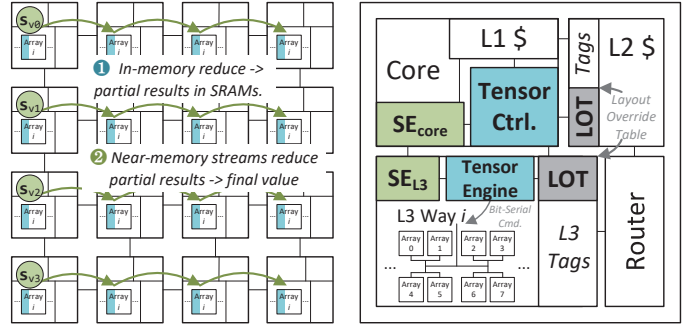 Sv0
Array i ...
Array i ...
Array i ...
Array i ...
❶ In-memory reduce ->
partial results in SRAMs.
Sv1
Array i ...
Array i ...
Array i ...
Array i ...
❷ Near-memory streams reduce
partial results -> final value
Sv2
Array i ...
Array i ...
Array i ...
Array i ...
Sv3
Array i ...
Array i ...
Array i ...
Array i ...
Core
L1 $
Tags
L2 $
Tensor
Ctrl.
SEcore
LOT
Layout
Override
Table
SEL3
Tensor
Engine
LOT
L3 Way i
Bit-Serial
Cmd.
Array 0
Array 1
Array 2
Array 3
... ...
Array 4
Array 5
Array 6
Array 7
L3
Tags
Router